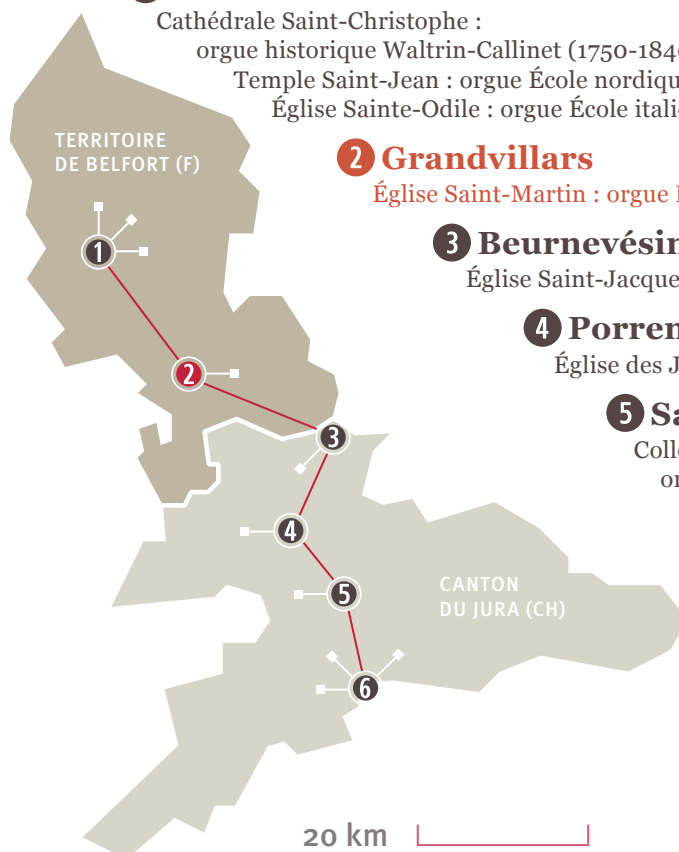 Cathédrale Saint-Christophe :
orgue historique Waltrin-Callinet (1750-184
Temple Saint-Jean : orgue École nordiqu
Église Sainte-Odile : orgue École itali
TERRITOIRE
DE BELFORT (F)
2 Grandvillars
Église Saint-Martin : orgue
3 Beurnevésin
Église Saint-Jacque
4 Porren
Église des J
5 Sa
Coll
or
1
2
3
4
5
6
CANTON
DU JURA (CH)
20 km